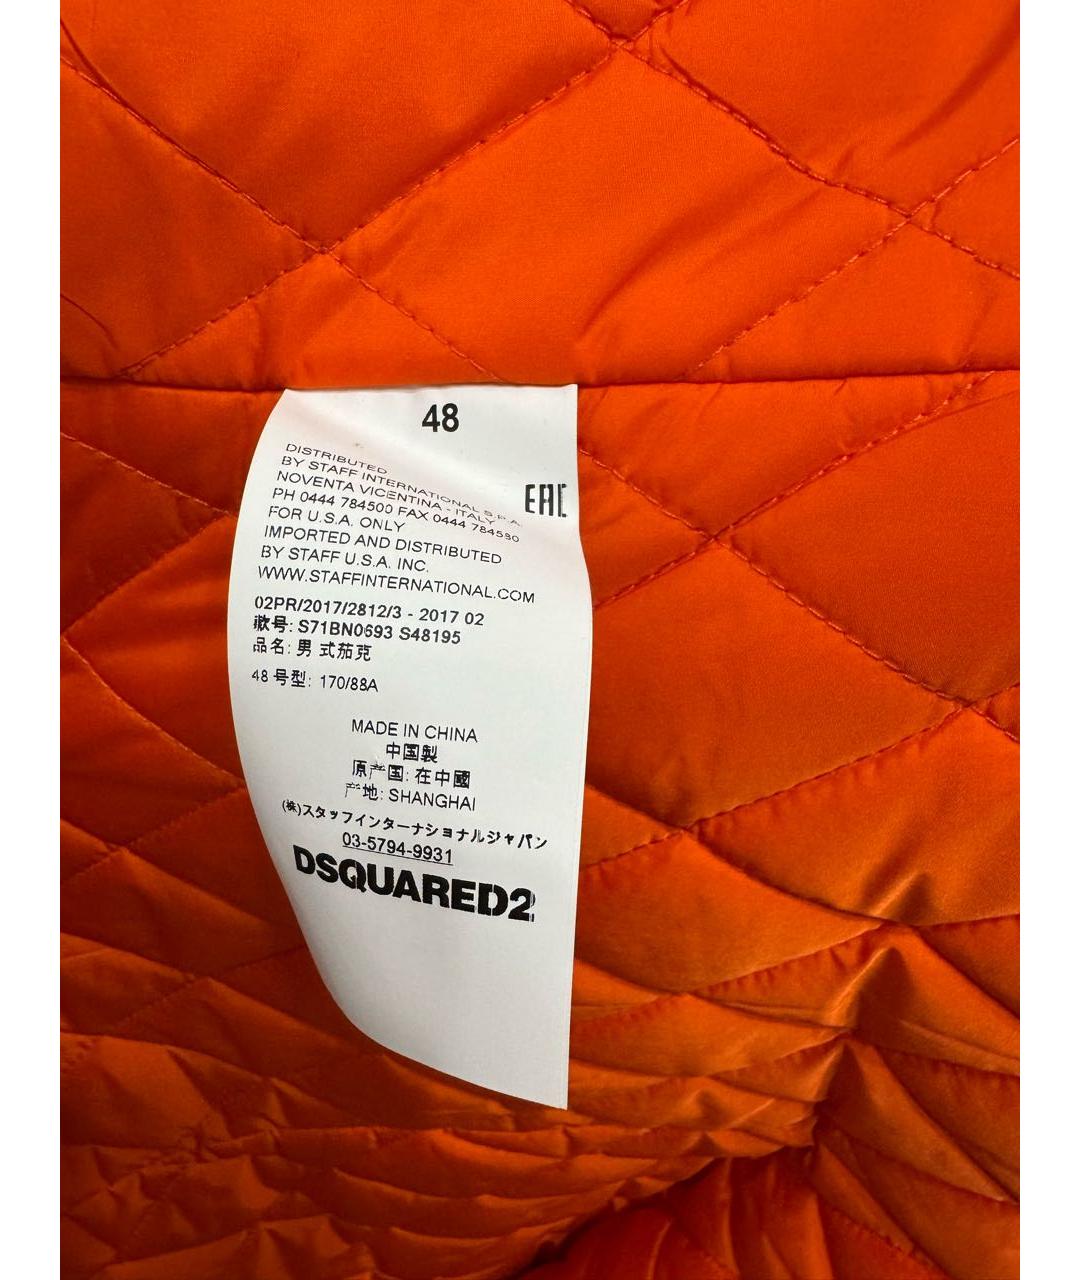 48
DISTRIBUTED
BY STAFF INTERNATIONAL S.P.A.
NOVENTA VICENTINA - ITALY
PH 0444 784500 FAX 0444 784590
EAC
FOR U.S.A. ONLY
IMPORTED AND DISTRIBUTED
BY STAFF U.S.A. INC.
WWW.STAFFINTERNATIONAL.COM
02PR/2017/2812/3 - 2017 02
款号: S71BN0693 S48195
品名: 男 式茄克
48 号型: 170/88A
MADE IN CHINA
中国製
原产国: 在中國
产地: SHANGHAI
(株)スタッフインターナショナルジャパン
03-5794-9931
DSQUARED2